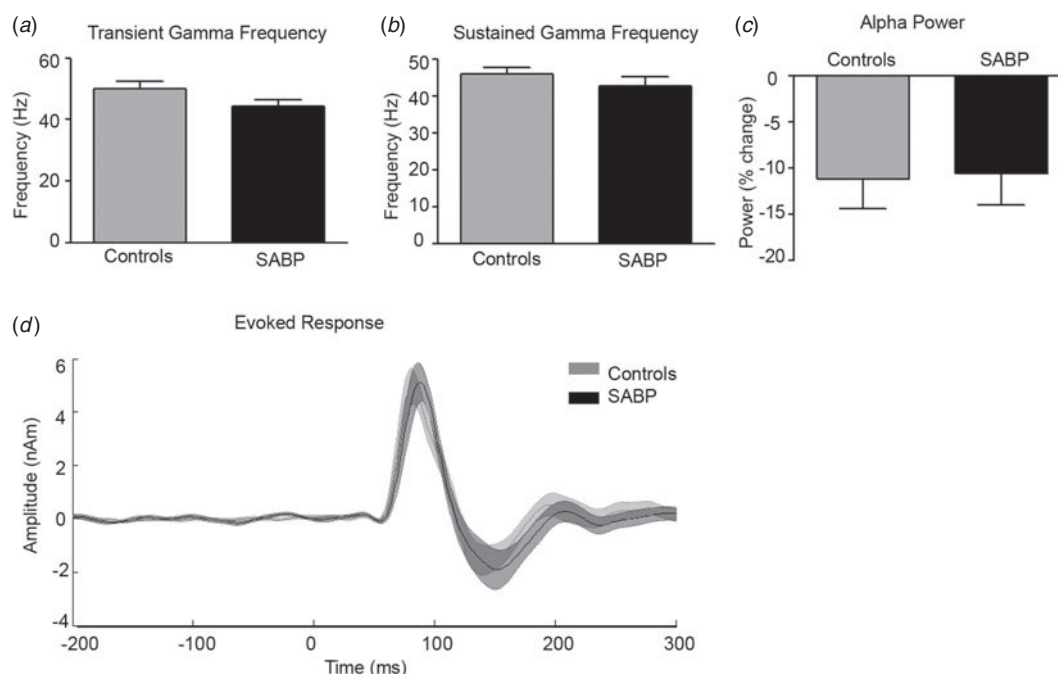 (a)
Transient Gamma Frequency
Frequency (Hz)
60
40
20
0
Controls
SABP
(b)
Sustained Gamma Frequency
Frequency (Hz)
50
40
40
20
10
0
Controls
SABP
(c)
Alpha Power
Controls
SABP
Power (% change)
0
-5
-10
-15
-20
(d)
Evoked Response
Controls
SABP
Amplitude (nAm)
6
4
2
0
-2
-4
-200
-100
0
100
200
300
Time (ms)